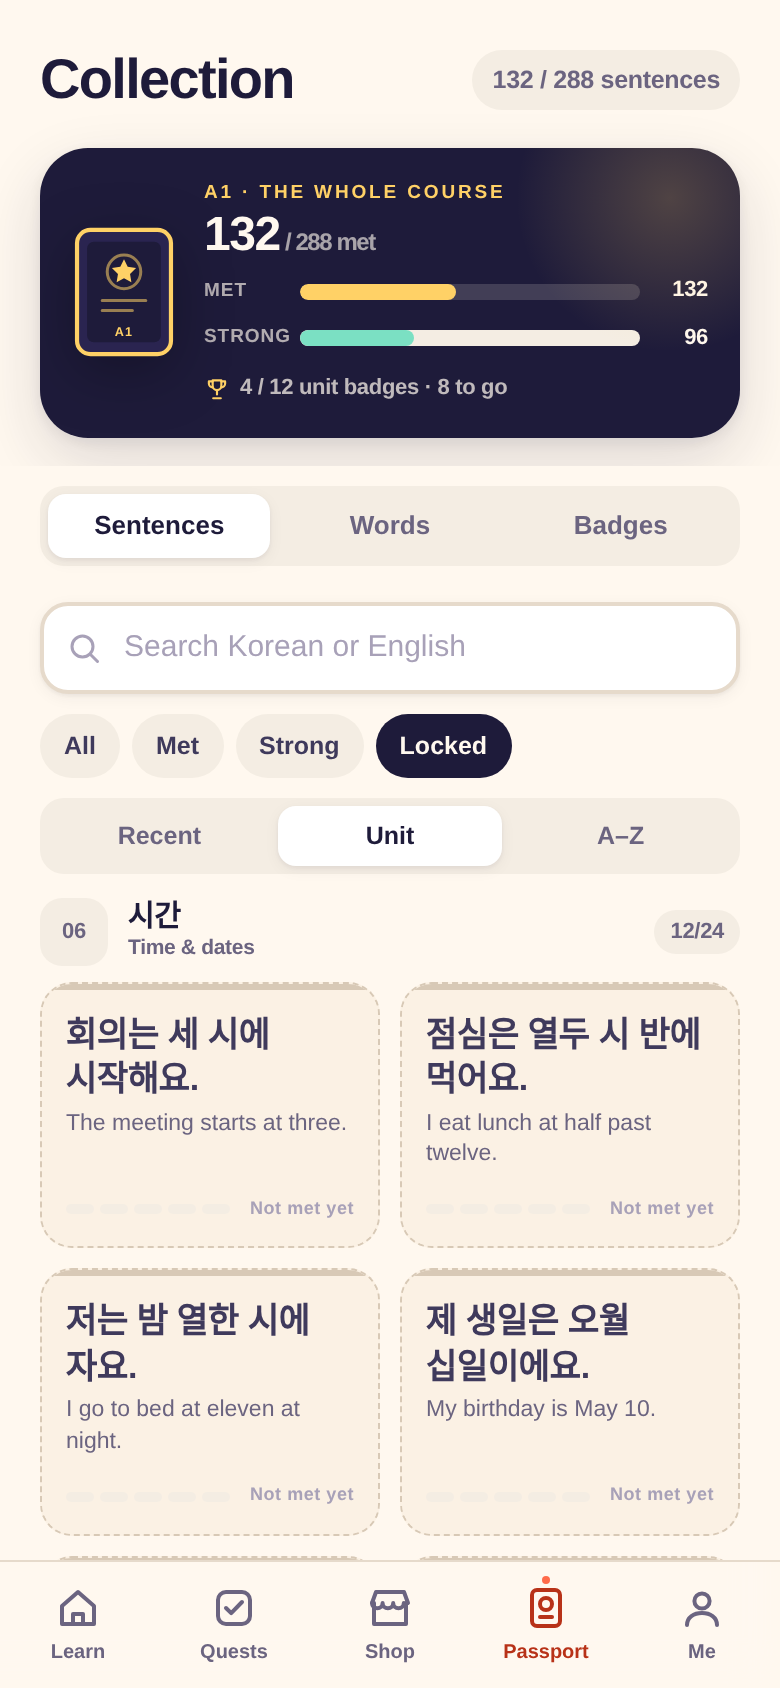 Collection
132 / 288 sentences
A1 · THE WHOLE COURSE
132 / 288 met
MET 132
STRONG 96
A1
4 / 12 unit badges · 8 to go
Sentences Words Badges
Search Korean or English
All Met Strong Locked
Recent Unit A–Z
06
시간
Time & dates
12/24
회의는 세 시에
시작해요.
The meeting starts at three.
Not met yet
점심은 열두 시 반에
먹어요.
I eat lunch at half past
twelve.
Not met yet
저는 밤 열한 시에
자요.
I go to bed at eleven at
night.
Not met yet
제 생일은 오월
십일이에요.
My birthday is May 10.
Not met yet
Learn Quests Shop Passport Me